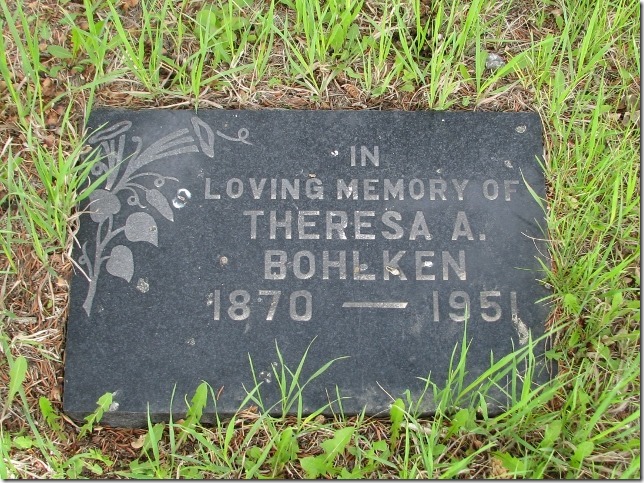 IN
LOVING MEMORY OF
THERESA A.
BOHLKEN
1870 — 1951